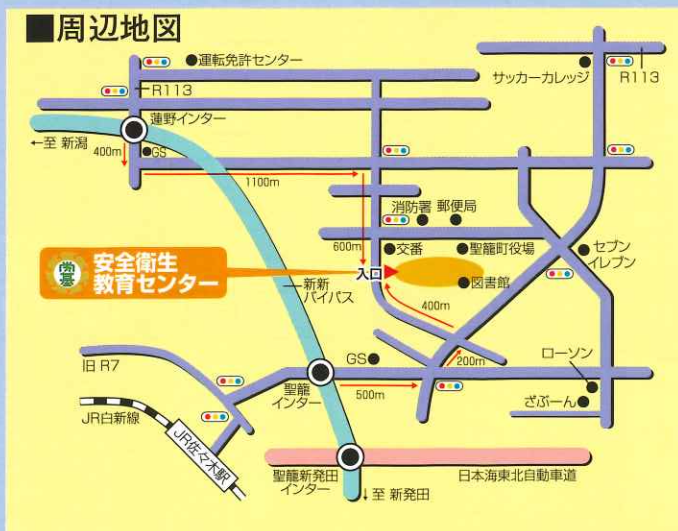 ■周辺地図
運転免許センター
R113
サッカーカレッジ
R113
蓮野インター
←至 新潟
400m
GS
1100m
消防署 郵便局
600m
交番
聖籠町役場
セブン
イレブン
労基
安全衛生
教育センター
入口
新新
バイパス
図書館
400m
旧 R7
GS
200m
ローソン
聖籠
インター
500m
ざぶーん
JR白新線
JR佐々木駅
聖籠新発田
インター
日本海東北自動車道
↓至 新発田